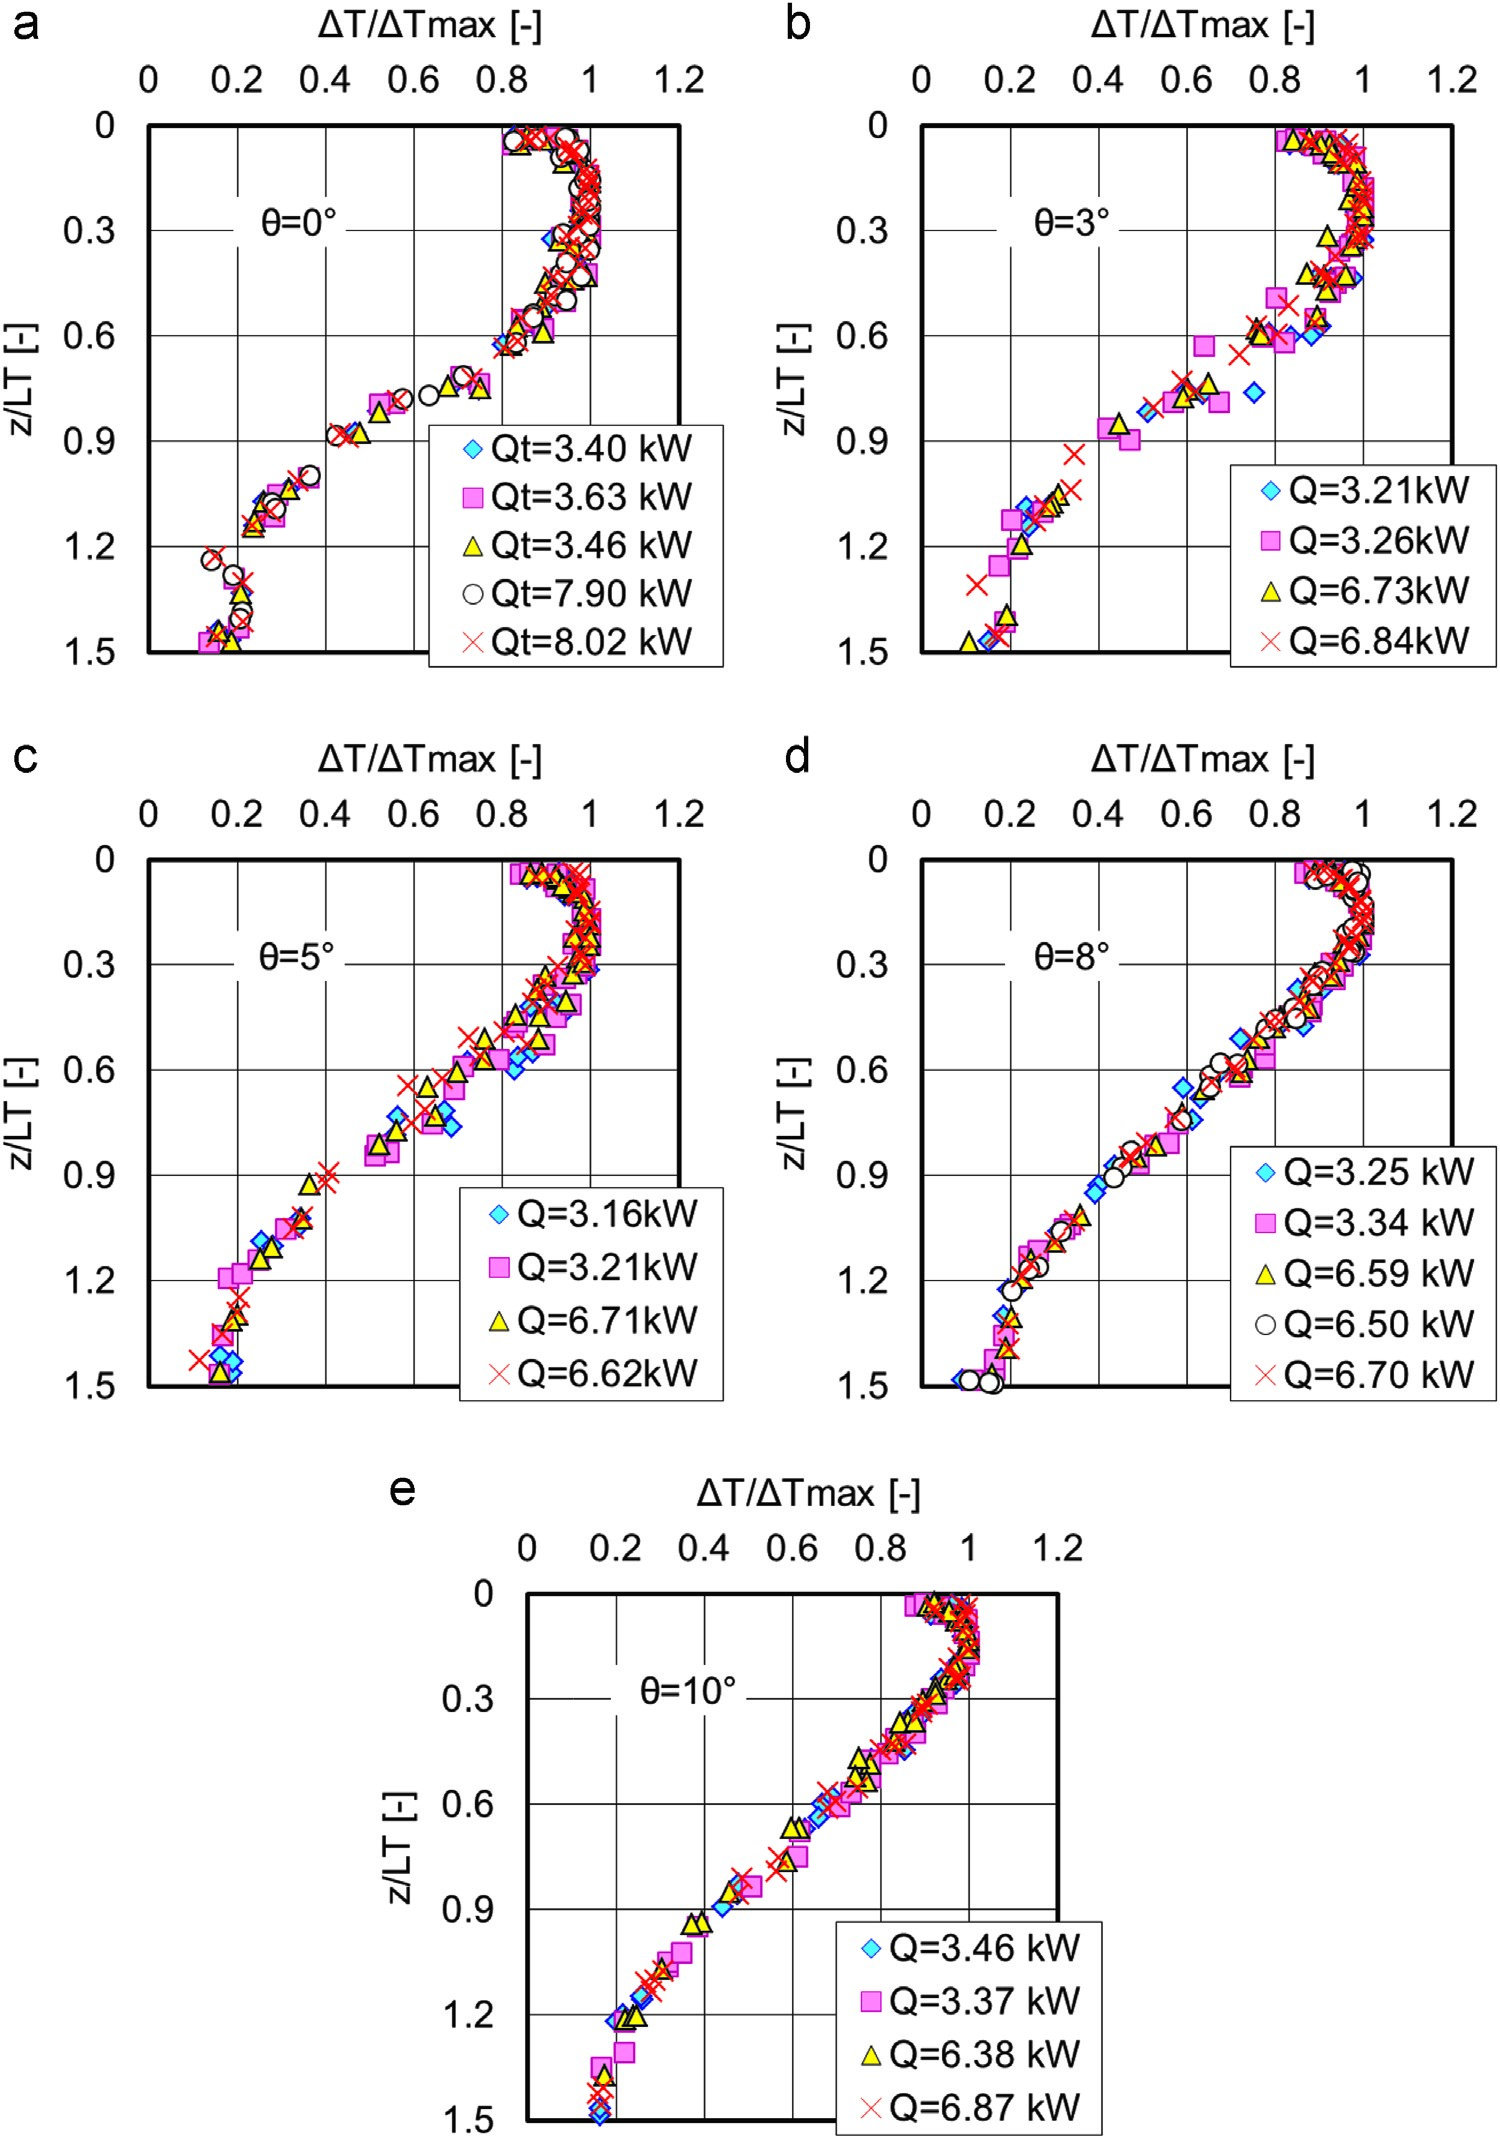 a
ΔT/ΔTmax [-]
0 0.2 0.4 0.6 0.8 1 1.2
0
0.3
0.6
0.9
1.2
1.5
z/LT [-]
θ=0°
Qt=3.40 kW
Qt=3.63 kW
Qt=3.46 kW
Qt=7.90 kW
Qt=8.02 kW
b
ΔT/ΔTmax [-]
0 0.2 0.4 0.6 0.8 1 1.2
0
0.3
0.6
0.9
1.2
1.5
z/LT [-]
θ=3°
Q=3.21kW
Q=3.26kW
Q=6.73kW
Q=6.84kW
c
ΔT/ΔTmax [-]
0 0.2 0.4 0.6 0.8 1 1.2
0
0.3
0.6
0.9
1.2
1.5
z/LT [-]
θ=5°
Q=3.16kW
Q=3.21kW
Q=6.71kW
Q=6.62kW
d
ΔT/ΔTmax [-]
0 0.2 0.4 0.6 0.8 1 1.2
0
0.3
0.6
0.9
1.2
1.5
z/LT [-]
θ=8°
Q=3.25 kW
Q=3.34 kW
Q=6.59 kW
Q=6.50 kW
Q=6.70 kW
e
ΔT/ΔTmax [-]
0 0.2 0.4 0.6 0.8 1 1.2
0
0.3
0.6
0.9
1.2
1.5
z/LT [-]
θ=10°
Q=3.46 kW
Q=3.37 kW
Q=6.38 kW
Q=6.87 kW